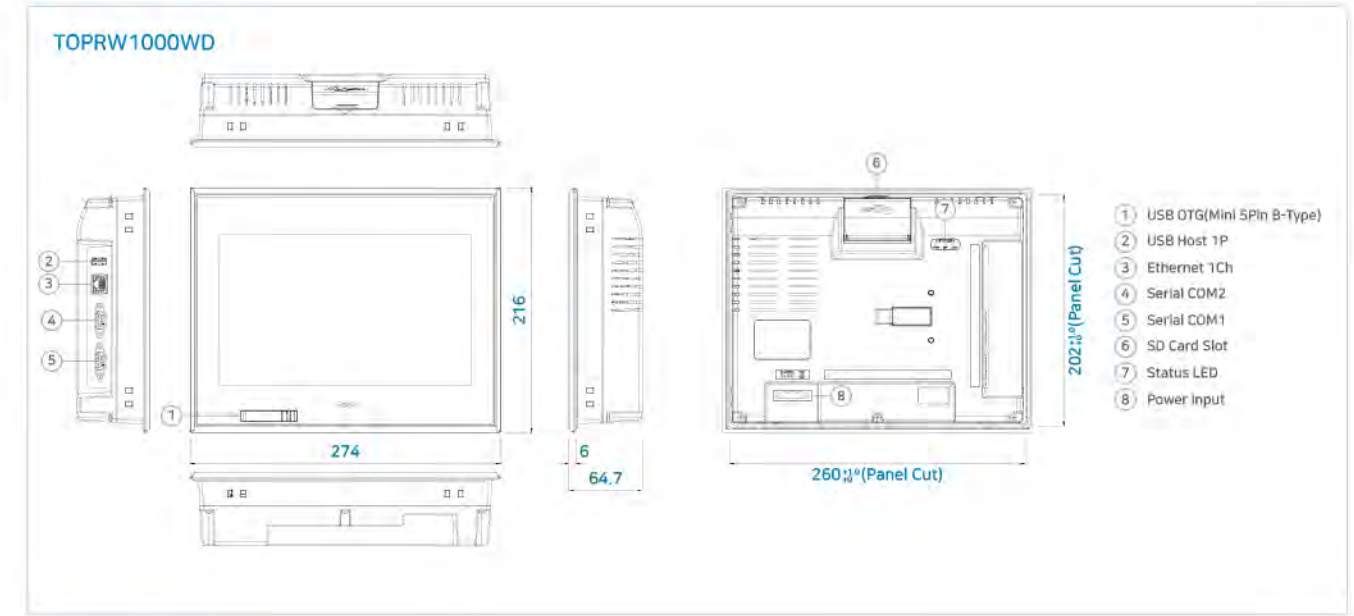 TOPRW1000WD
6
7
2
3
4
5
1
8
216
274
6
64.7
202 (Panel Cut)
260 (Panel Cut)
1 USB OTG(Mini 5Pin B-Type)
2 USB Host 1P
3 Ethernet 1Ch
4 Serial COM2
5 Serial COM1
6 SD Card Slot
7 Status LED
8 Power Input